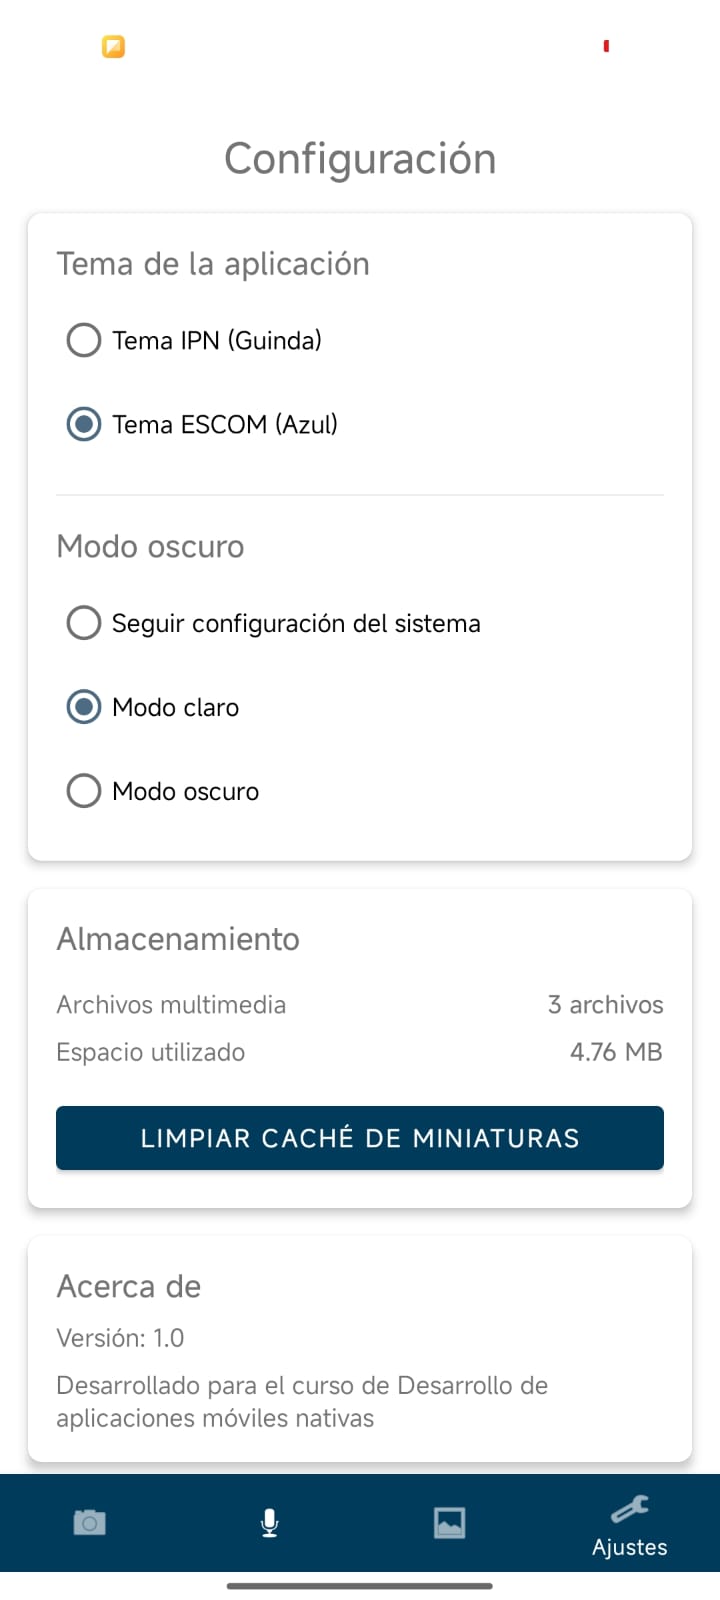 Configuración
Tema de la aplicación
Tema IPN (Guinda)
Tema ESCOM (Azul)
Modo oscuro
Seguir configuración del sistema
Modo claro
Modo oscuro
Almacenamiento
Archivos multimedia 3 archivos
Espacio utilizado 4.76 MB
LIMPIAR CACHÉ DE MINIATURAS
Acerca de
Versión: 1.0
Desarrollado para el curso de Desarrollo de
aplicaciones móviles nativas
Ajustes